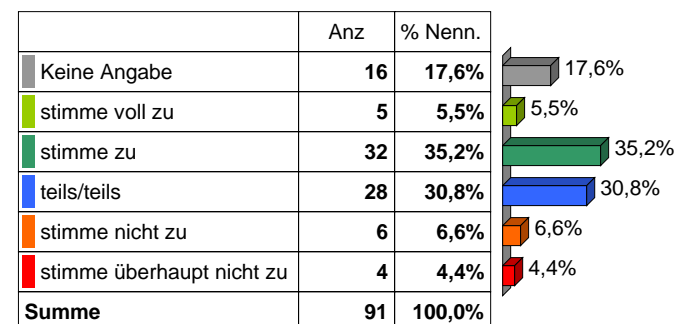 Anz % Nenn.
Keine Angabe 16 17,6% 17,6%
stimme voll zu 5 5,5% 5,5%
stimme zu 32 35,2% 35,2%
teils/teils 28 30,8% 30,8%
stimme nicht zu 6 6,6% 6,6%
stimme überhaupt nicht zu 4 4,4% 4,4%
Summe 91 100,0%